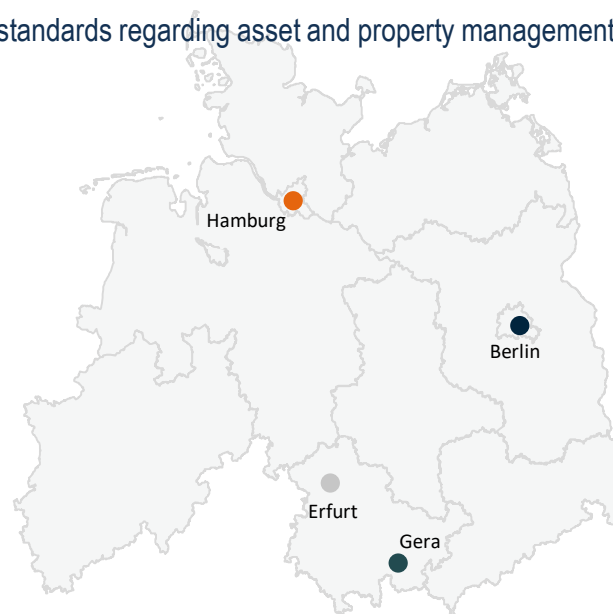 standards regarding asset and property management
Hamburg
Berlin
Erfurt
Gera